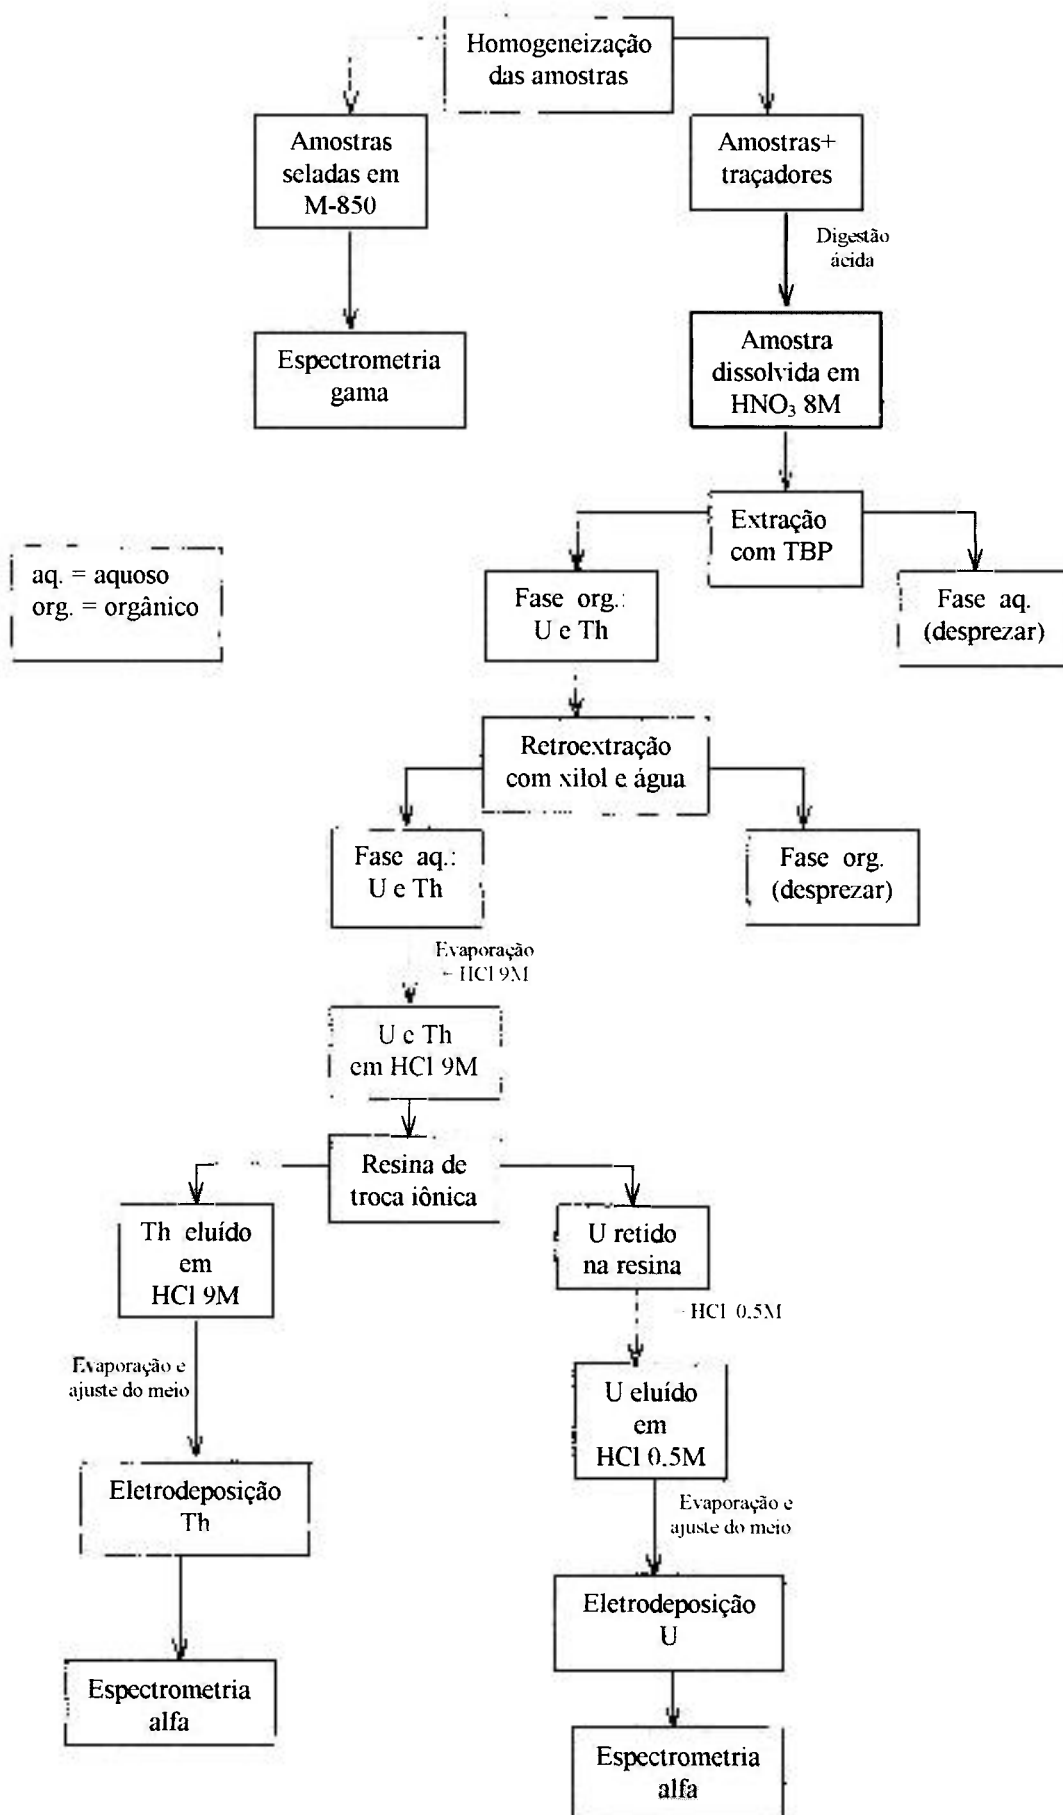 Homogeneização
das amostras
Amostras
seladas em
M-850
Amostras+
traçadores
Digestão
ácida
Espectrometria
gama
Amostra
dissolvida em
HNO₃ 8M
Extração
com TBP
aq. = aquoso
org. = orgânico
Fase org.:
U e Th
Fase aq.
(desprezar)
Retroextração
com xilol e água
Fase aq.:
U e Th
Fase org.
(desprezar)
Evaporação
- HCl 9M
U e Th
em HCl 9M
Resina de
troca iônica
Th eluído
em
HCl 9M
U retido
na resina
- HCl 0.5M
Evaporação e
ajuste do meio
U eluído
em
HCl 0.5M
Eletrodeposição
Th
Evaporação e
ajuste do meio
Eletrodeposição
U
Espectrometria
alfa
Espectrometria
alfa